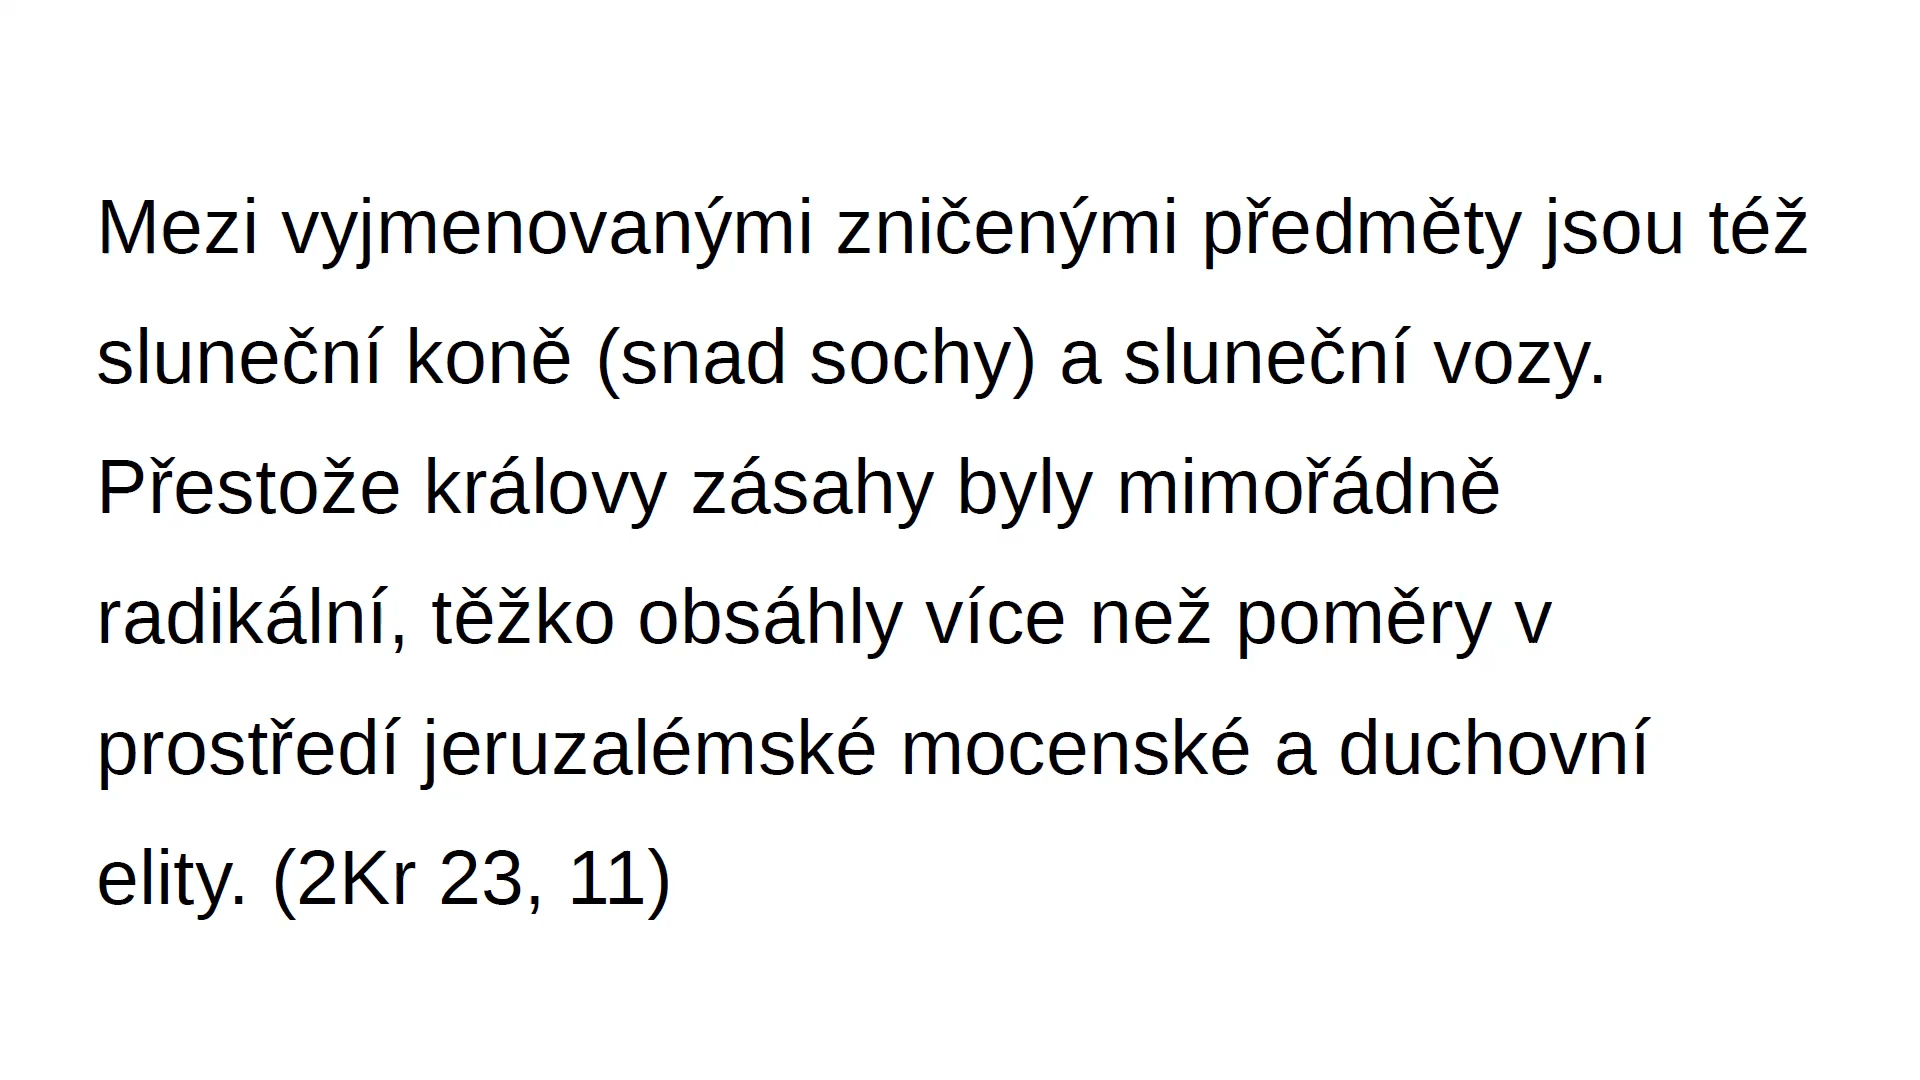 Mezi vyjmenovanými zničenými předměty jsou též
sluneční koně (snad sochy) a sluneční vozy.
Přestože královy zásahy byly mimořádně
radikální, těžko obsáhly více než poměry v
prostředí jeruzalémské mocenské a duchovní
elity. (2Kr 23, 11)